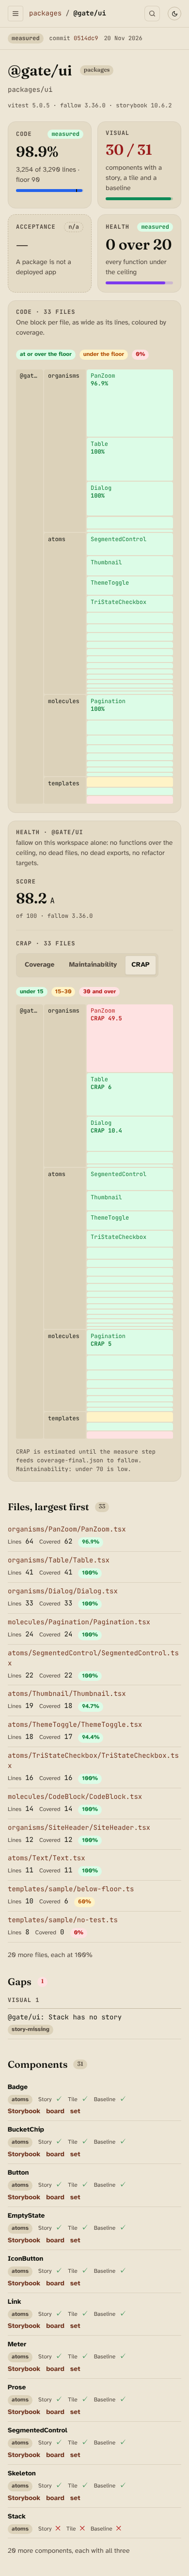 packages / @gate/ui
measured commit 8514dc9 20 Nov 2026
@gate/ui packages
packages/ui
vitest 5.0.5 · fallow 3.36.0 · storybook 10.6.2
CODE measured
98.9%
3,254 of 3,290 lines ·
floor 90
VISUAL
30 / 31
components with a
story, a tile and a
baseline
ACCEPTANCE n/a
—
A package is not a
deployed app
HEALTH measured
0 over 20
every function under
the ceiling
CODE · 33 FILES
One block per file, as wide as its lines, coloured by
coverage.
at or over the floor under the floor 0%
@gat… organisms PanZoom
96.9%
Table
100%
Dialog
100%
atoms SegmentedControl
Thumbnail
ThemeToggle
TriStateCheckbox
molecules Pagination
100%
templates
HEALTH · @GATE/UI
fallow on this workspace alone: no functions over the
ceiling, no dead files, no dead exports, no refactor
targets.
SCORE
88.2 A
of 100 · fallow 3.36.0
CRAP · 33 FILES
Coverage Maintainability CRAP
under 15 15–30 30 and over
@gat… organisms PanZoom
CRAP 49.5
Table
CRAP 6
Dialog
CRAP 10.4
atoms SegmentedControl
Thumbnail
ThemeToggle
TriStateCheckbox
molecules Pagination
CRAP 5
templates
CRAP is estimated until the measure step
feeds coverage-final.json to fallow.
Maintainability: under 70 is low.
Files, largest first 33
organisms/PanZoom/PanZoom.tsx
Lines 64 Covered 62 96.9%
organisms/Table/Table.tsx
Lines 41 Covered 41 100%
organisms/Dialog/Dialog.tsx
Lines 33 Covered 33 100%
molecules/Pagination/Pagination.tsx
Lines 24 Covered 24 100%
atoms/SegmentedControl/SegmentedControl.ts
x
Lines 22 Covered 22 100%
atoms/Thumbnail/Thumbnail.tsx
Lines 19 Covered 18 94.7%
atoms/ThemeToggle/ThemeToggle.tsx
Lines 18 Covered 17 94.4%
atoms/TriStateCheckbox/TriStateCheckbox.ts
x
Lines 16 Covered 16 100%
molecules/CodeBlock/CodeBlock.tsx
Lines 14 Covered 14 100%
organisms/SiteHeader/SiteHeader.tsx
Lines 12 Covered 12 100%
atoms/Text/Text.tsx
Lines 11 Covered 11 100%
templates/sample/below-floor.ts
Lines 10 Covered 6 60%
templates/sample/no-test.ts
Lines 8 Covered 0 0%
20 more files, each at 100%
Gaps 1
VISUAL 1
@gate/ui: Stack has no story
story-missing
Components 31
Badge
atoms Story ✓ Tile ✓ Baseline ✓
Storybook board set
BucketChip
atoms Story ✓ Tile ✓ Baseline ✓
Storybook board set
Button
atoms Story ✓ Tile ✓ Baseline ✓
Storybook board set
EmptyState
atoms Story ✓ Tile ✓ Baseline ✓
Storybook board set
IconButton
atoms Story ✓ Tile ✓ Baseline ✓
Storybook board set
Link
atoms Story ✓ Tile ✓ Baseline ✓
Storybook board set
Meter
atoms Story ✓ Tile ✓ Baseline ✓
Storybook board set
Prose
atoms Story ✓ Tile ✓ Baseline ✓
Storybook board set
SegmentedControl
atoms Story ✓ Tile ✓ Baseline ✓
Storybook board set
Skeleton
atoms Story ✓ Tile ✓ Baseline ✓
Storybook board set
Stack
atoms Story ✕ Tile ✕ Baseline ✕
20 more components, each with all three